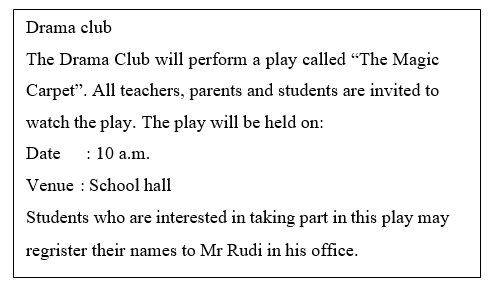 Drama club
The Drama Club will perform a play called “The Magic
Carpet”. All teachers, parents and students are invited to
watch the play. The play will be held on:
Date : 10 a.m.
Venue : School hall
Students who are interested in taking part in this play may
regrister their names to Mr Rudi in his office.